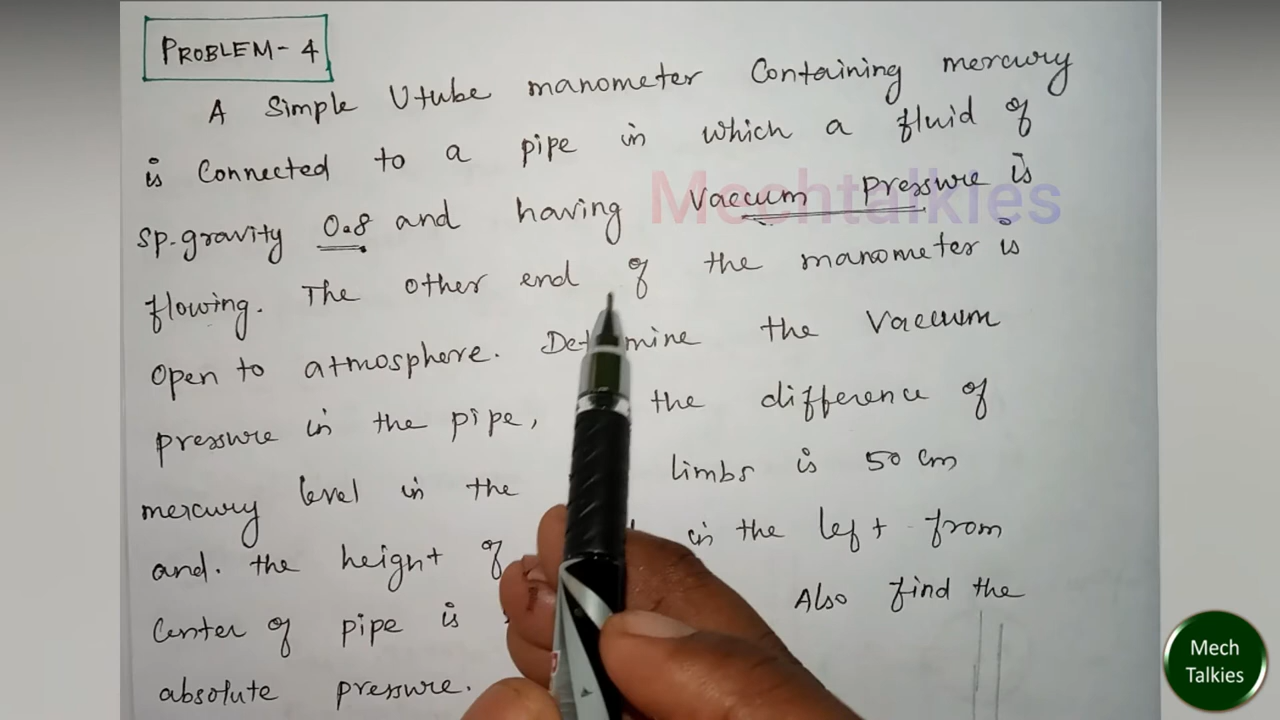 PROBLEM- 4
A Simple Utube manometer Containing mercury
is Connected to a pipe in which a fluid of
sp.gravity 0.8 and having Vaccum pressure is
flowing. The other end of the manometer is
Open to atmosphere. Determine the Vaccum
pressure in the pipe, the difference of
mercury level in the limbs is 50 cm
and. the height of in the left from
Center of pipe is Also find the
absolute pressure.
Mechtalkies
Mech
Talkies